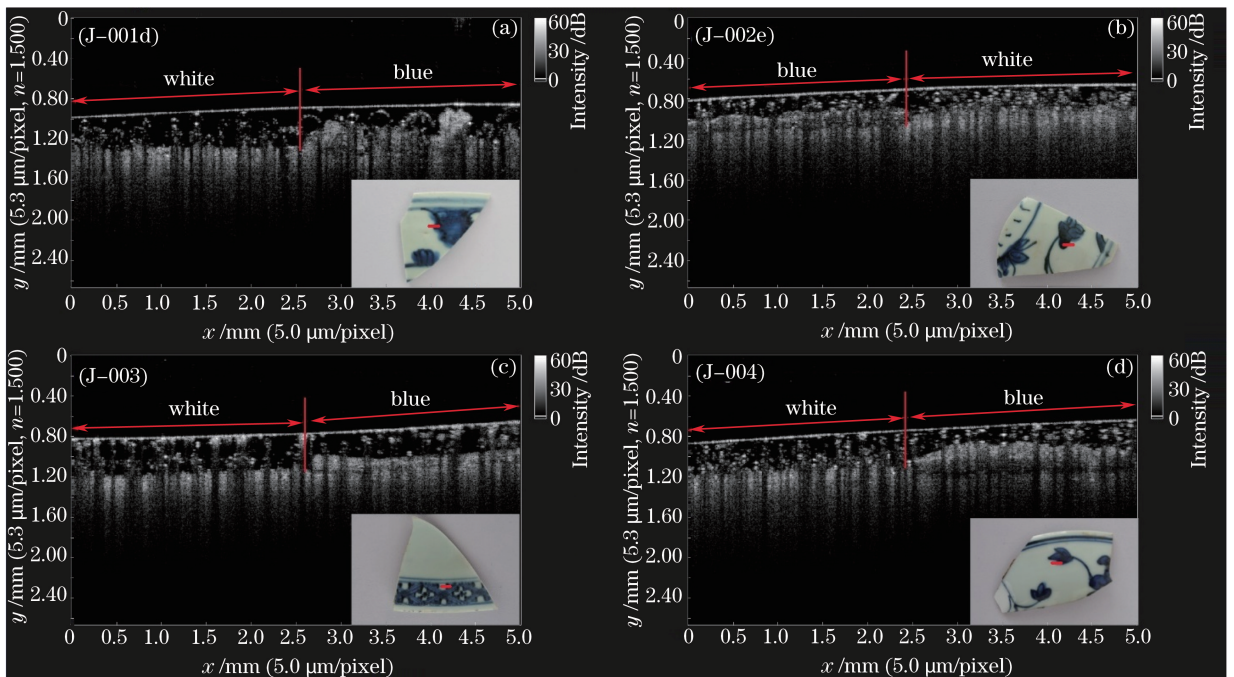 (J-001d)
(a)
white
blue
0
0.40
0.80
1.20
1.60
2.00
2.40
y /mm (5.3 μm/pixel, n=1.500)
0 0.5 1.0 1.5 2.0 2.5 3.0 3.5 4.0 4.5 5.0
x /mm (5.0 μm/pixel)
60
30
0
Intensity /dB
(J-002e)
(b)
blue
white
0
0.40
0.80
1.20
1.60
2.00
2.40
y /mm (5.3 μm/pixel, n=1.500)
0 0.5 1.0 1.5 2.0 2.5 3.0 3.5 4.0 4.5 5.0
x /mm (5.0 μm/pixel)
60
30
0
Intensity /dB
(J-003)
(c)
white
blue
0
0.40
0.80
1.20
1.60
2.00
2.40
y /mm (5.3 μm/pixel, n=1.500)
0 0.5 1.0 1.5 2.0 2.5 3.0 3.5 4.0 4.5 5.0
x /mm (5.0 μm/pixel)
60
30
0
Intensity /dB
(J-004)
(d)
white
blue
0
0.40
0.80
1.20
1.60
2.00
2.40
y /mm (5.3 μm/pixel, n=1.500)
0 0.5 1.0 1.5 2.0 2.5 3.0 3.5 4.0 4.5 5.0
x /mm (5.0 μm/pixel)
60
30
0
Intensity /dB